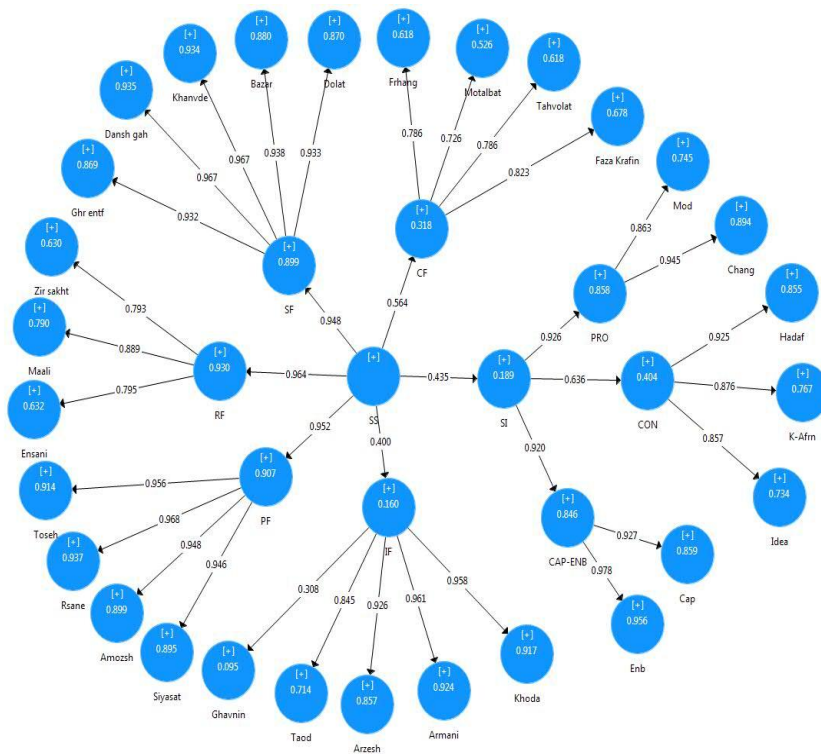 [+]
0.934
Khanvde
[+]
0.880
Bazar
[+]
0.870
Dolat
[+]
0.618
Frhang
[+]
0.526
Motalbat
[+]
0.618
Tahvolat
[+]
0.678
Faza Krafin
[+]
0.935
Dansh gah
[+]
0.869
Ghr entf
[+]
0.745
Mod
[+]
0.894
Chang
0.967
0.938
0.933
0.967
0.932
0.786
0.726
0.786
0.823
[+]
0.899
SF
[+]
0.318
CF
[+]
0.630
Zir sakht
0.863
0.945
[+]
0.858
PRO
[+]
0.855
Hadaf
0.948
0.564
0.793
[+]
0.790
Maali
0.889
0.795
[+]
0.930
RF
0.964
[+]
SS
0.435
[+]
0.189
SI
0.926
0.636
[+]
0.404
CON
0.925
0.876
0.857
[+]
0.767
K-Afrn
[+]
0.632
Ensani
0.952
0.400
0.920
[+]
0.734
Idea
[+]
0.914
Toseh
0.956
0.968
0.948
0.946
[+]
0.907
PF
[+]
0.160
IF
[+]
0.846
CAP-ENB
0.927
0.978
[+]
0.859
Cap
[+]
0.937
Rsane
[+]
0.899
Amozsh
[+]
0.895
Siyasat
0.308
0.845
0.926
0.961
0.958
[+]
0.956
Enb
[+]
0.095
Ghavnin
[+]
0.714
Taod
[+]
0.857
Arzesh
[+]
0.924
Armani
[+]
0.917
Khoda